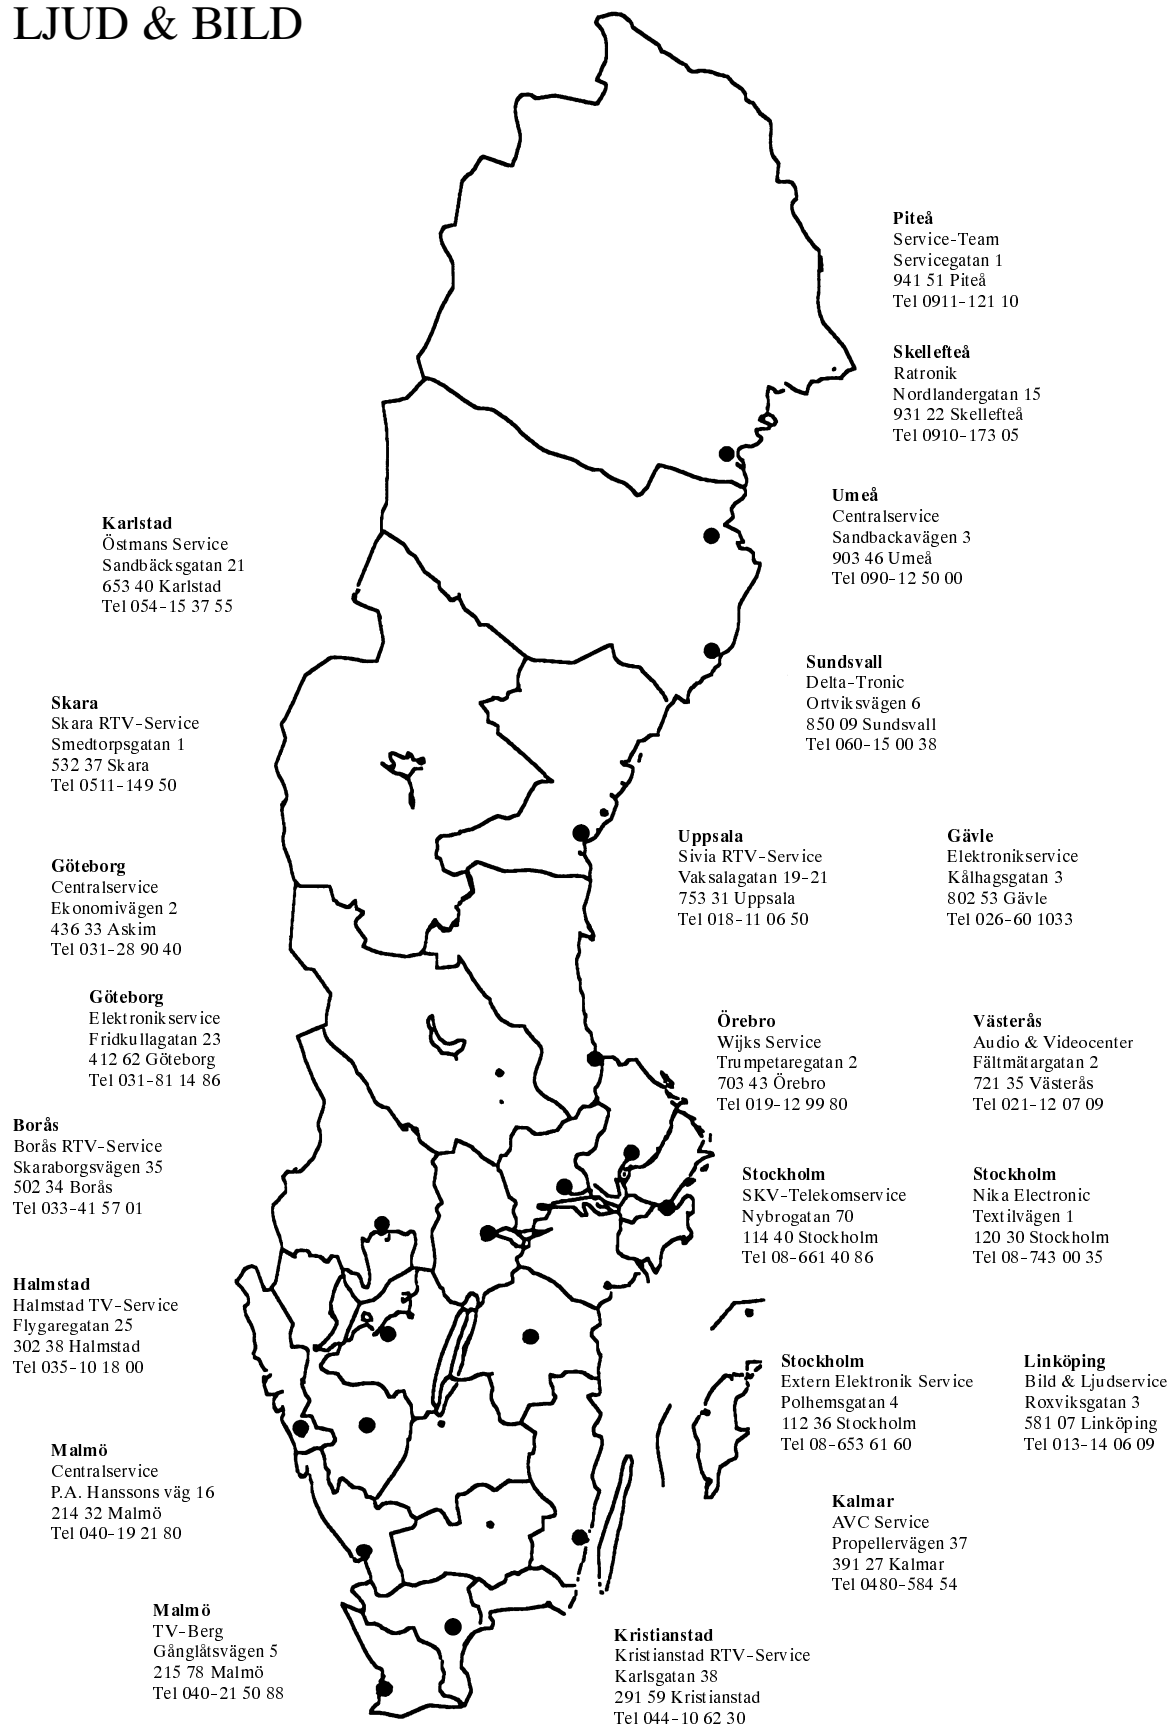 LJUD & BILD
Piteå
Service-Team
Servicegatan 1
941 51 Piteå
Tel 0911-121 10
Skellefteå
Ratronik
Nordlandergatan 15
931 22 Skellefteå
Tel 0910-173 05
Umeå
Centralservice
Sandbackavägen 3
903 46 Umeå
Tel 090-12 50 00
Karlstad
Östmans Service
Sandbäcksgatan 21
653 40 Karlstad
Tel 054-15 37 55
Sundsvall
Delta-Tronic
Ortviksvägen 6
850 09 Sundsvall
Tel 060-15 00 38
Skara
Skara RTV-Service
Smedtorpsgatan 1
532 37 Skara
Tel 0511-149 50
Uppsala
Sivia RTV-Service
Vaksalagatan 19-21
753 31 Uppsala
Tel 018-11 06 50
Gävle
Elektronikservice
Kålhagsgatan 3
802 53 Gävle
Tel 026-60 1033
Göteborg
Centralservice
Ekonomivägen 2
436 33 Askim
Tel 031-28 90 40
Göteborg
Elektronikservice
Fridkullagatan 23
412 62 Göteborg
Tel 031-81 14 86
Örebro
Wijks Service
Trumpetaregatan 2
703 43 Örebro
Tel 019-12 99 80
Västerås
Audio & Videocenter
Fältmätargatan 2
721 35 Västerås
Tel 021-12 07 09
Borås
Borås RTV-Service
Skaraborgsvägen 35
502 34 Borås
Tel 033-41 57 01
Stockholm
SKV-Telekomservice
Nybrogatan 70
114 40 Stockholm
Tel 08-661 40 86
Stockholm
Nika Electronic
Textilvägen 1
120 30 Stockholm
Tel 08-743 00 35
Halmstad
Halmstad TV-Service
Flygaregatan 25
302 38 Halmstad
Tel 035-10 18 00
Stockholm
Extern Elektronik Service
Polhemsgatan 4
112 36 Stockholm
Tel 08-653 61 60
Linköping
Bild & Ljudservice
Roxviksgatan 3
581 07 Linköping
Tel 013-14 06 09
Malmö
Centralservice
P.A. Hanssons väg 16
214 32 Malmö
Tel 040-19 21 80
Kalmar
AVC Service
Propellervägen 37
391 27 Kalmar
Tel 0480-584 54
Malmö
TV-Berg
Gånglåtsvägen 5
215 78 Malmö
Tel 040-21 50 88
Kristianstad
Kristianstad RTV-Service
Karlsgatan 38
291 59 Kristianstad
Tel 044-10 62 30